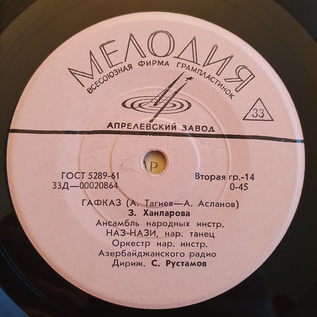 МЕЛОДИЯ
ВСЕСОЮЗНАЯ ФИРМА ГРАМПЛАСТИНОК
33
АПРЕЛЕВСКИЙ ЗАВОД
Р
ГОСТ 5289-61
ЗЗД—00020864
Вторая гр.-14
0-45
ГАФКАЗ (А. Тагиев—А. Асланов)
З. Ханларова
Ансамбль народных инстр.
НАЗ-НАЗИ, нар. танец
Оркестр нар. инстр.
Азербайджанского радио
Дириж. С. Рустамов